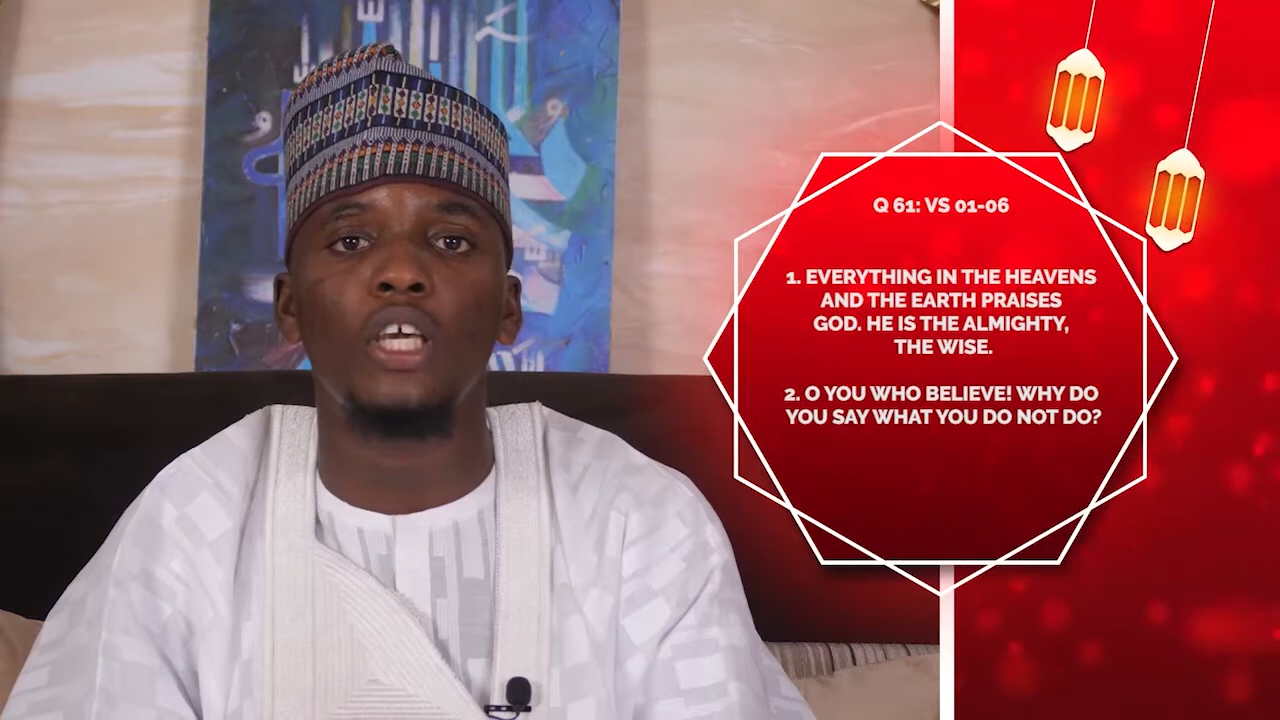 Q 61: VS 01-06
1. EVERYTHING IN THE HEAVENS
AND THE EARTH PRAISES
GOD. HE IS THE ALMIGHTY,
THE WISE.
2. O YOU WHO BELIEVE! WHY DO
YOU SAY WHAT YOU DO NOT DO?